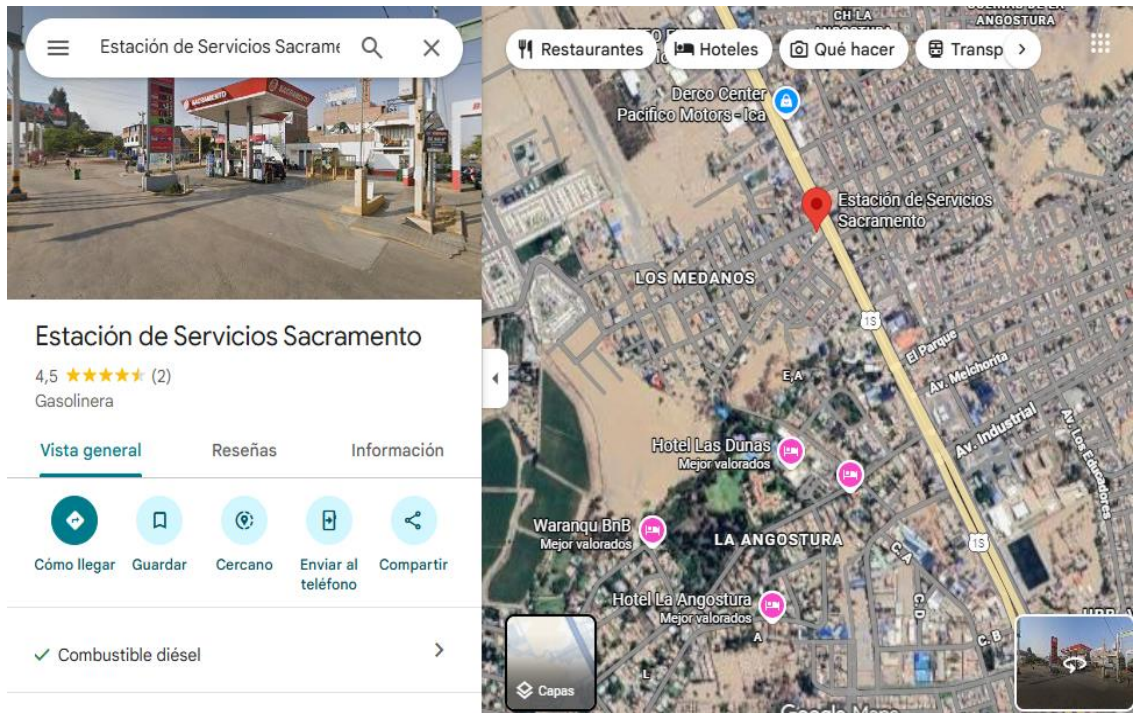 Estación de Servicios Sacrame
SACRAMENTO
SACRAMENTO
Estación de Servicios Sacramento
4,5 ★★★★★ (2)
Gasolinera
Vista general
Reseñas
Información
Cómo llegar
Guardar
Cercano
Enviar al
teléfono
Compartir
✓ Combustible diésel
Restaurantes
Hoteles
Qué hacer
Transp
CH LA
ANGOSTURA
Derco Center
Pacifico Motors - Ica
Estación de Servicios
Sacramento
LOS MEDANOS
1S
El Parque
Av. Melchorita
E,A
Av. Industrial
Av. Los Educadores
Hotel Las Dunas
Mejor valorados
Waranqu BnB
Mejor valorados
LA ANGOSTURA
1S
C. A
C. D
Hotel La Angostura
Mejor valorados
A
C. B
L
Capas
Google Maps